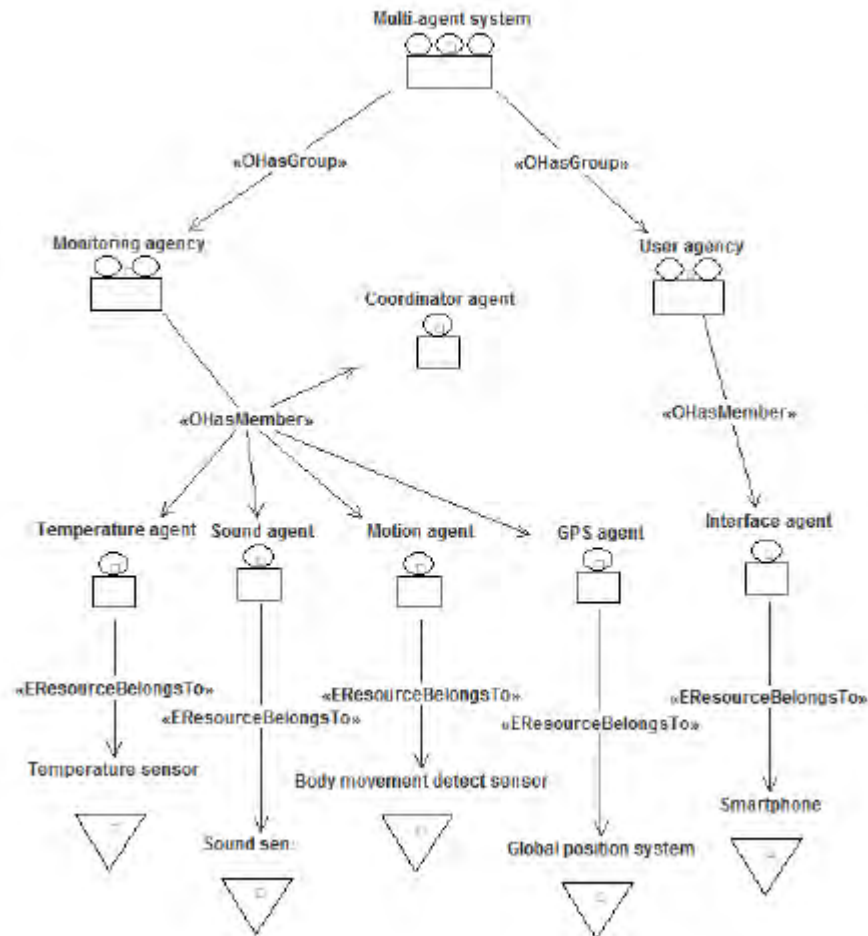 Multi-agent system
«OHasGroup»
«OHasGroup»
Monitoring agency
User agency
Coordinator agent
«OHasMember»
«OHasMember»
Temperature agent
Sound agent
Motion agent
GPS agent
Interface agent
«EResourceBelongsTo»
«EResourceBelongsTo»
«EResourceBelongsTo»
«EResourceBelongsTo»
«EResourceBelongsTo»
Temperature sensor
Body movement detect sensor
Smartphone
Sound sen
Global position system